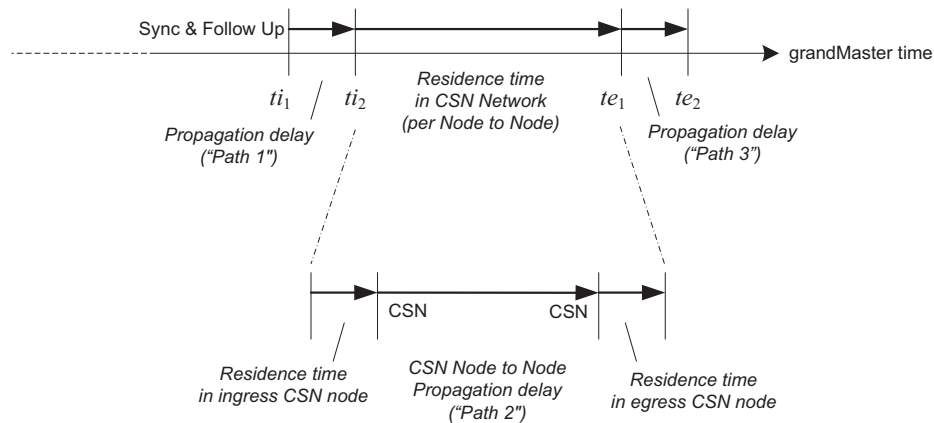 Sync & Follow Up
grandMaster time
ti1
ti2
te1
te2
Residence time
in CSN Network
(per Node to Node)
Propagation delay
(“Path 1")
Propagation delay
(“Path 3”)
CSN
CSN
Residence time
in ingress CSN node
CSN Node to Node
Propagation delay
(“Path 2")
Residence time
in egress CSN node